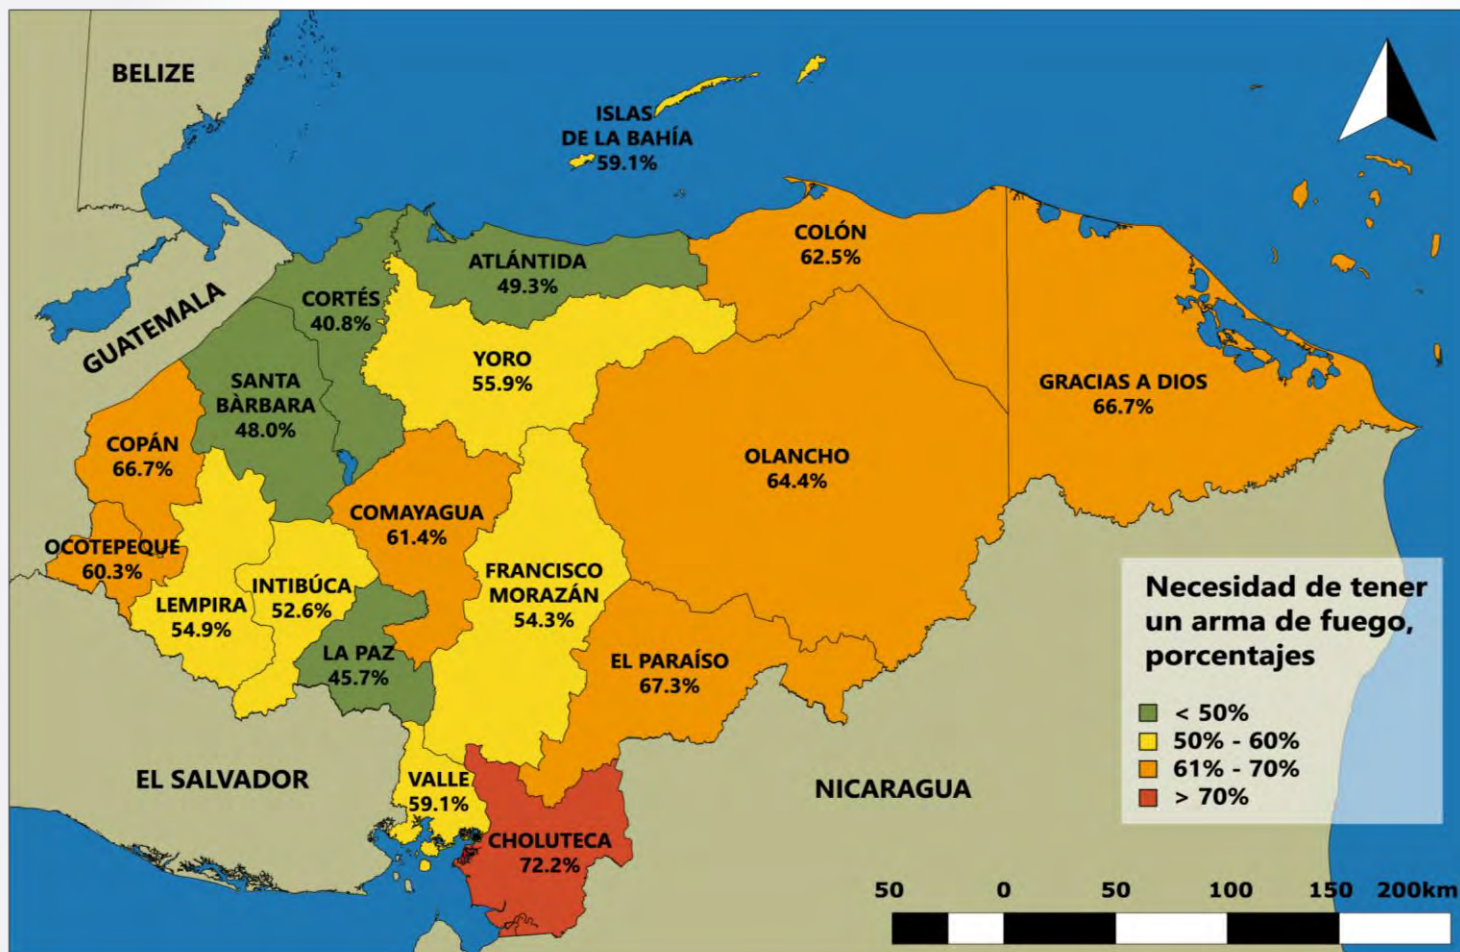 BELIZE
ISLAS
DE LA BAHÍA
59.1%
COLÓN
62.5%
ATLÁNTIDA
49.3%
CORTÉS
40.8%
GUATEMALA
YORO
55.9%
SANTA
BÀRBARA
48.0%
GRACIAS A DIOS
66.7%
COPÁN
66.7%
OLANCHO
64.4%
COMAYAGUA
61.4%
OCOTEPEQUE
60.3%
INTIBÚCA
52.6%
FRANCISCO
MORAZÁN
54.3%
LEMPIRA
54.9%
LA PAZ
45.7%
EL PARAÍSO
67.3%
Necesidad de tener
un arma de fuego,
porcentajes
< 50%
50% - 60%
61% - 70%
> 70%
EL SALVADOR
VALLE
59.1%
NICARAGUA
CHOLUTECA
72.2%
50 0 50 100 150 200km